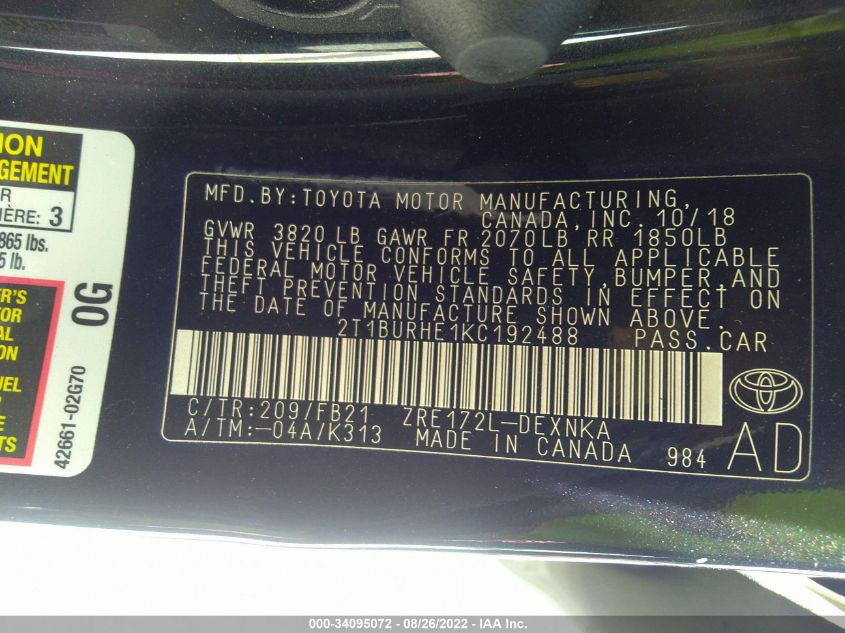 MFD. BY: TOYOTA MOTOR MANUFACTURING,
CANADA, INC. 10/18
GVWR 3820 LB GAWR FR 2070LB RR 1850LB
THIS VEHICLE CONFORMS TO ALL APPLICABLE
FEDERAL MOTOR VEHICLE SAFETY, BUMPER, AND
THEFT PREVENTION STANDARDS IN EFFECT ON
THE DATE OF MANUFACTURE SHOWN ABOVE.
2T1BURHE1KC192488 PASS. CAR
C/TR: 209/FB21 ZRE172L-DEXNKA
A/TM: -04A/K313 MADE IN CANADA 984 AD
3
865 lbs.
0G
42661-02G70
000-34095072 - 08/26/2022 - IAA Inc.